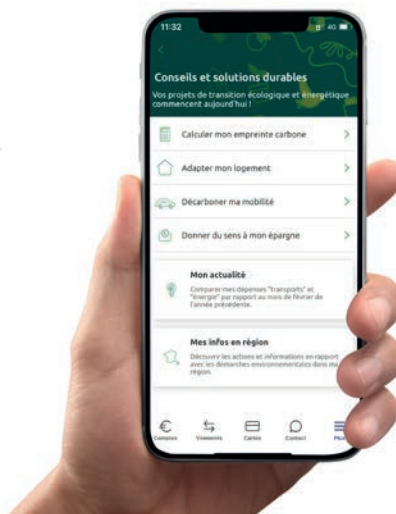 11:32
4G
Conseils et solutions durables
Vos projets de transition écologique et énergétique
commencent aujourd'hui !
Calculer mon empreinte carbone
Adapter mon logement
Décarboner ma mobilité
Donner du sens à mon épargne
Mon actualité
Comparer mes dépenses "transports" et
"énergie" par rapport au mois de février de
l'année précédente.
Mes infos en région
Découvrir les actions et informations en rapport
avec les démarches environnementales dans ma
région.
Comptes Virements Cartes Contact Plus